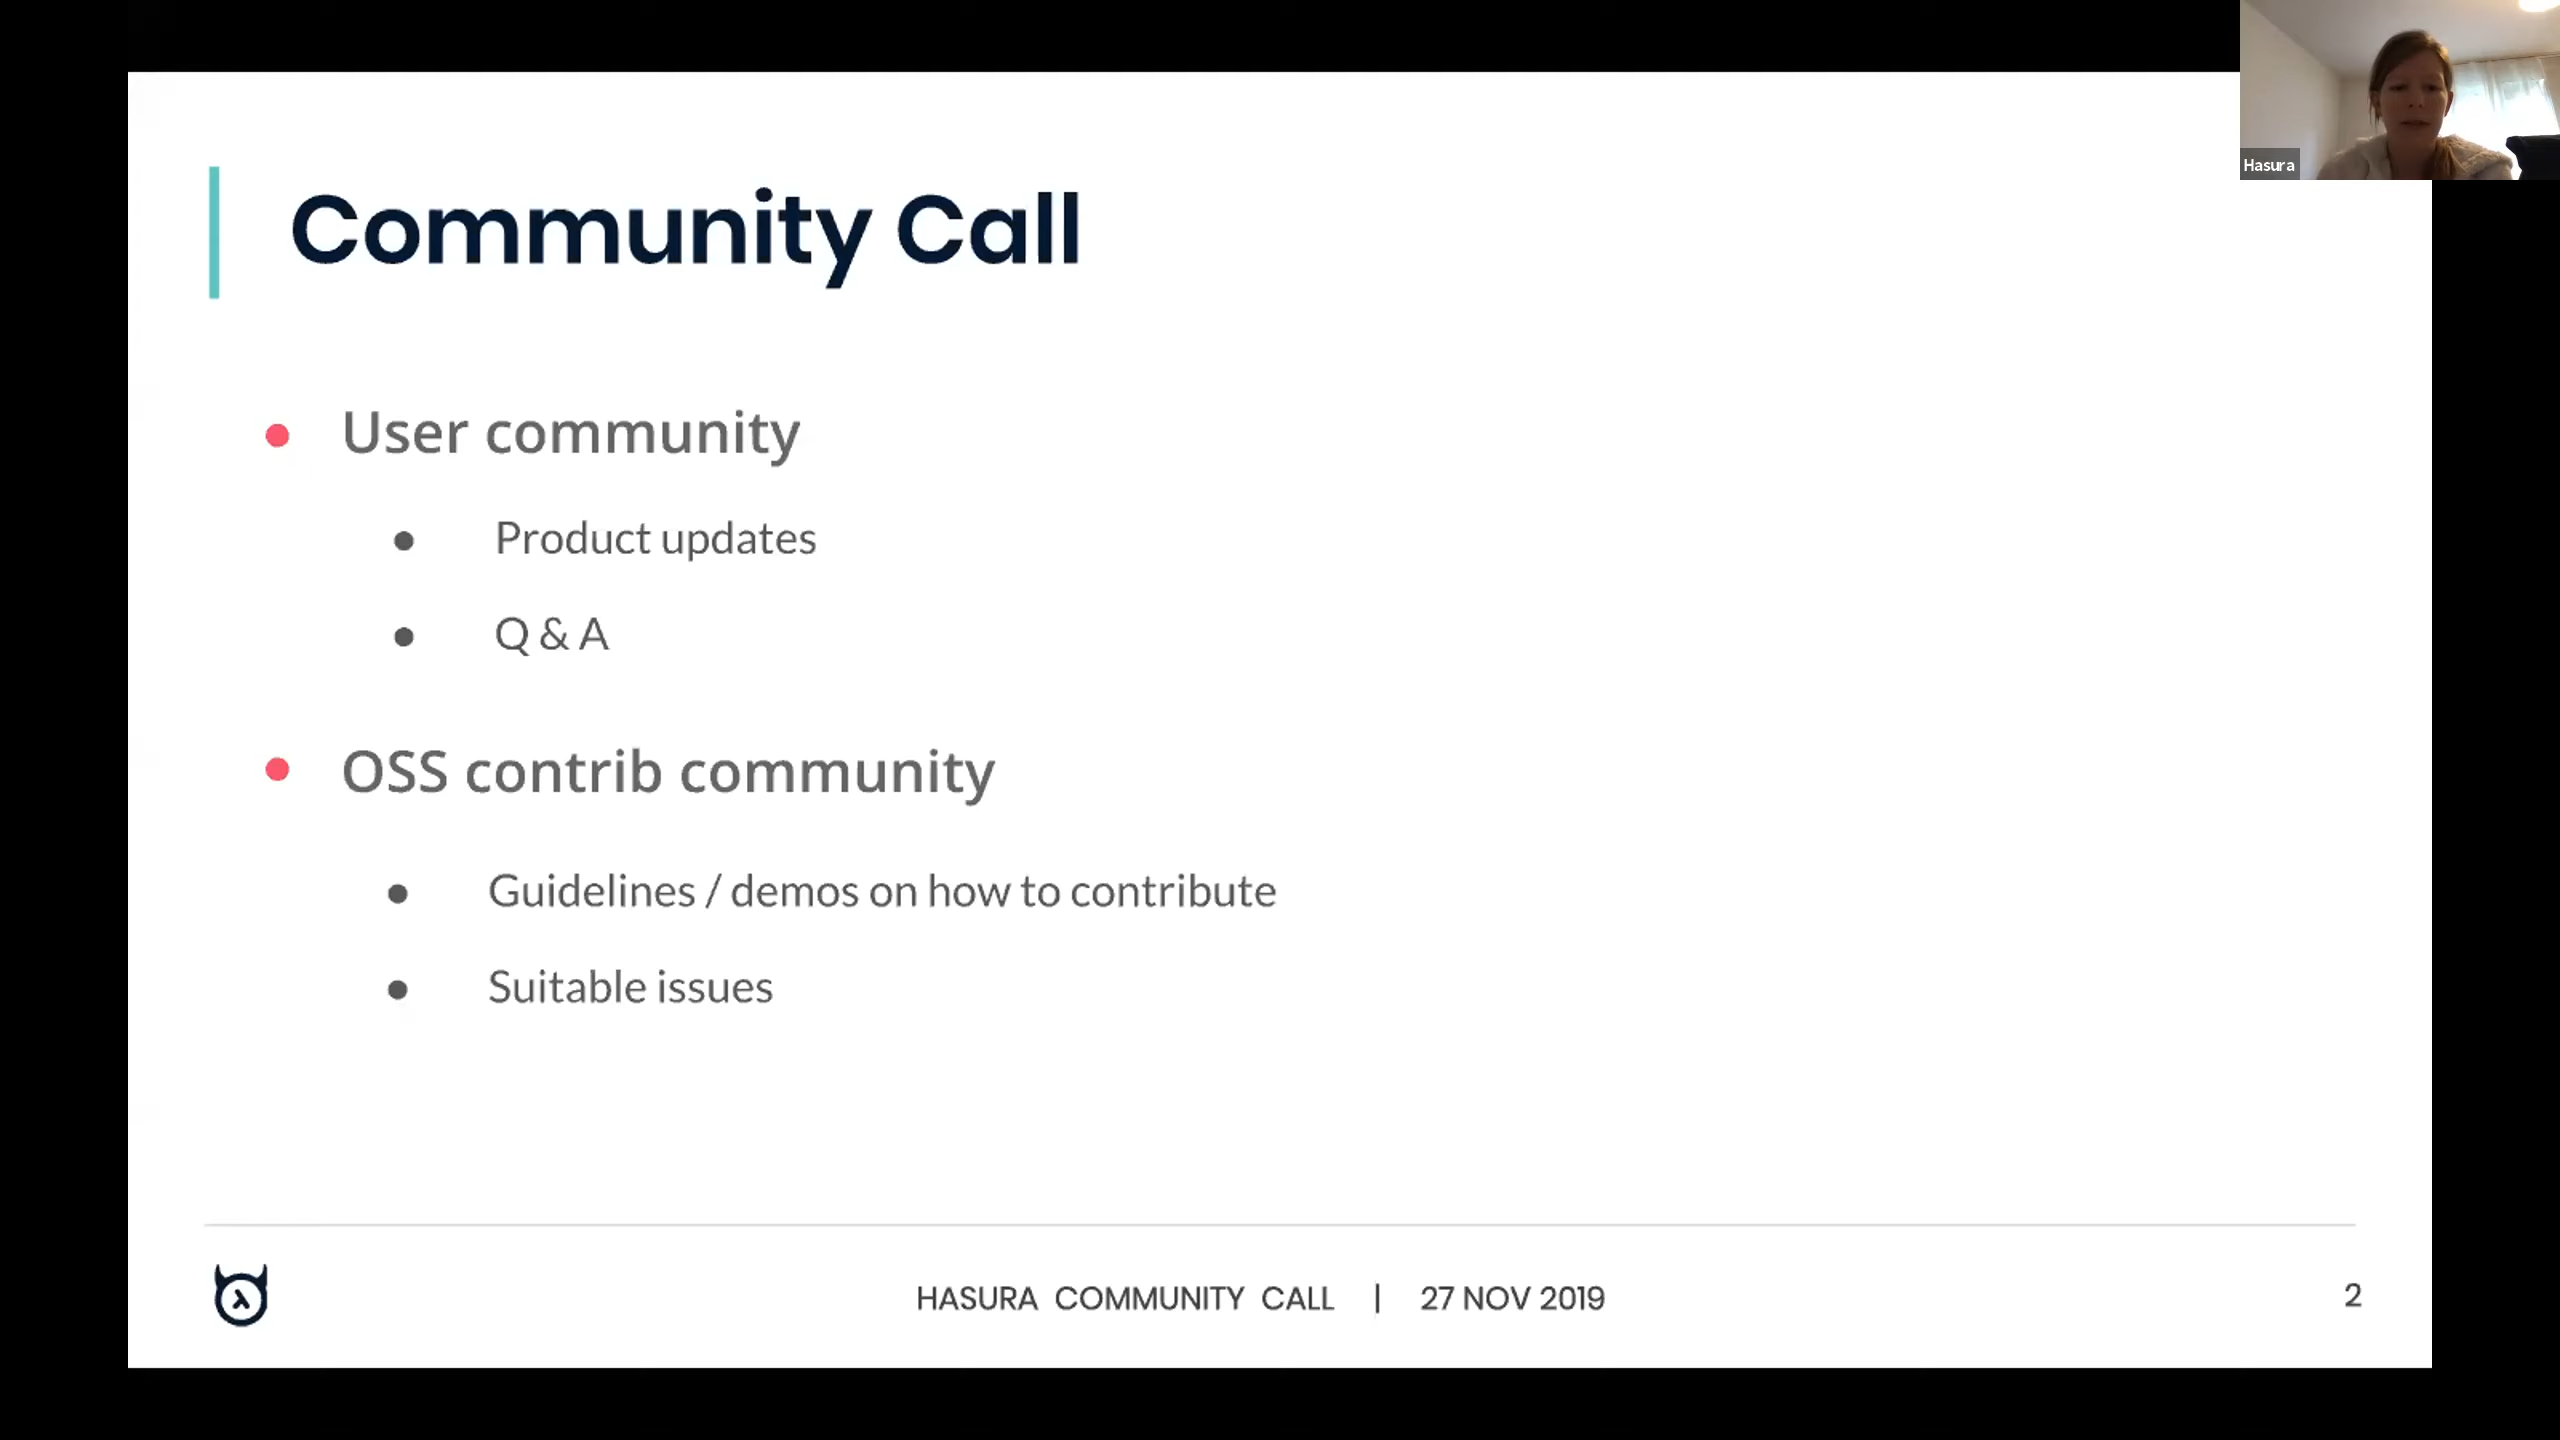 Hasura
Community Call
User community
Product updates
Q & A
OSS contrib community
Guidelines / demos on how to contribute
Suitable issues
HASURA COMMUNITY CALL | 27 NOV 2019
2